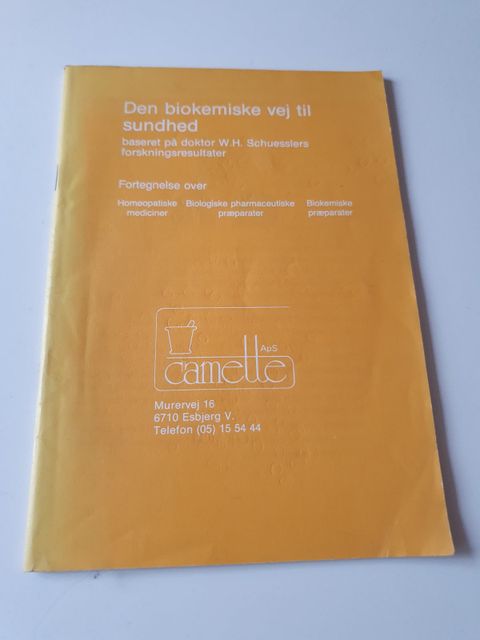 Den biokemiske vej til
sundhed
baseret på doktor W.H. Schuesslers
forskningsresultater
Fortegnelse over
Homøopatiske Biologiske pharmaceutiske Biokemiske
mediciner præparater præparater
ApS
camette
Murervej 16
6710 Esbjerg V.
Telefon (05) 15 54 44